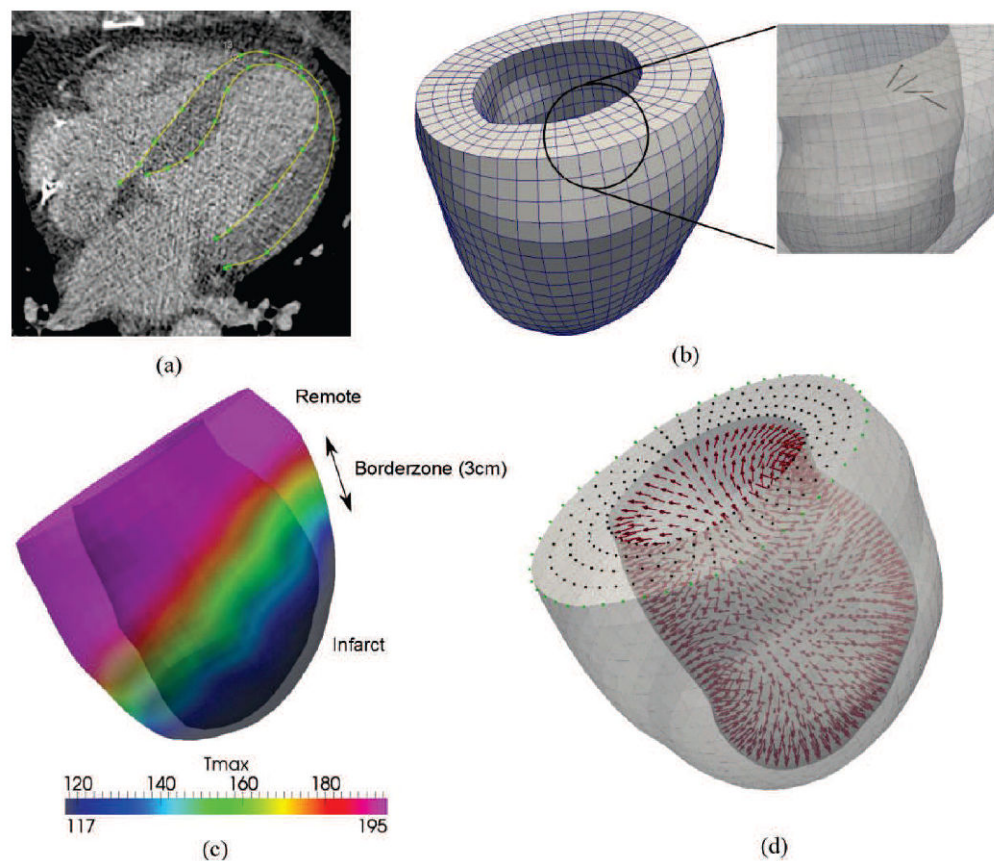 (a)
(b)
Remote
Borderzone (3cm)
Infarct
Tmax
120 140 160 180
117 195
(c)
(d)